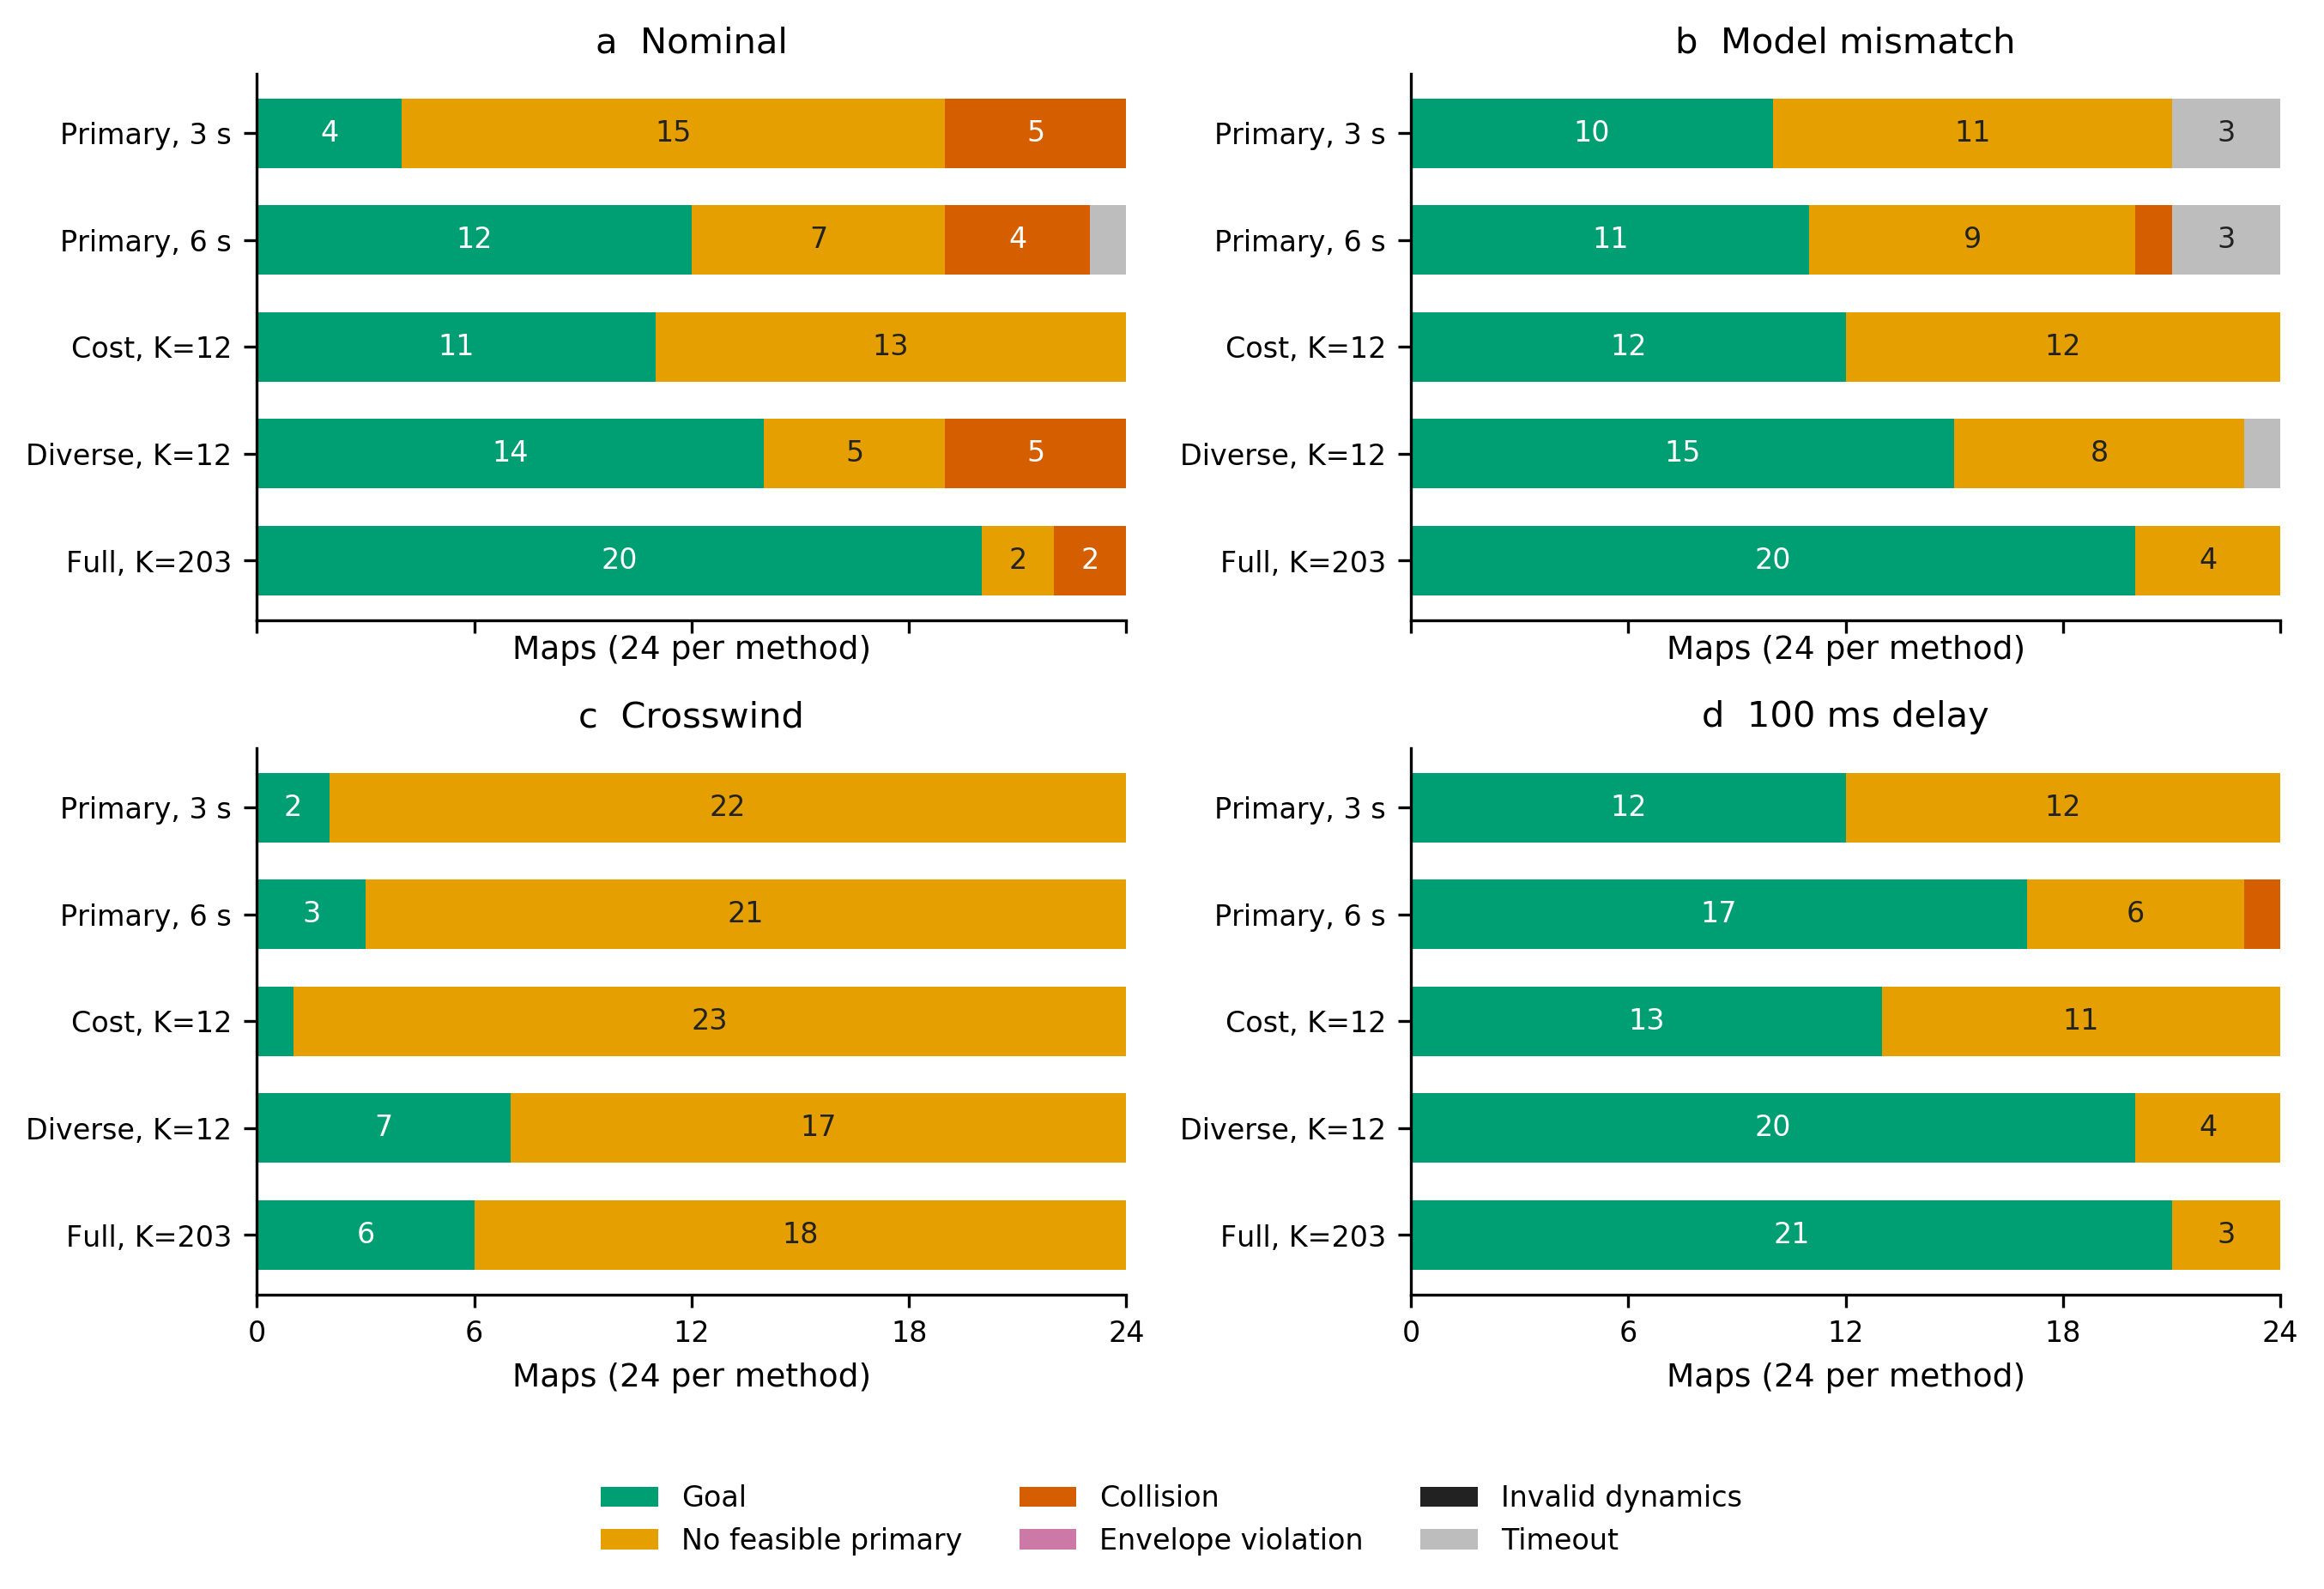 a  Nominal
Primary, 3 s 4 15 5
Primary, 6 s 12 7 4
Cost, K=12 11 13
Diverse, K=12 14 5 5
Full, K=203 20 2 2
Maps (24 per method)
b  Model mismatch
Primary, 3 s 10 11 3
Primary, 6 s 11 9 3
Cost, K=12 12 12
Diverse, K=12 15 8
Full, K=203 20 4
Maps (24 per method)
c  Crosswind
Primary, 3 s 2 22
Primary, 6 s 3 21
Cost, K=12 23
Diverse, K=12 7 17
Full, K=203 6 18
0 6 12 18 24
Maps (24 per method)
d  100 ms delay
Primary, 3 s 12 12
Primary, 6 s 17 6
Cost, K=12 13 11
Diverse, K=12 20 4
Full, K=203 21 3
0 6 12 18 24
Maps (24 per method)
Goal Collision Invalid dynamics
No feasible primary Envelope violation Timeout